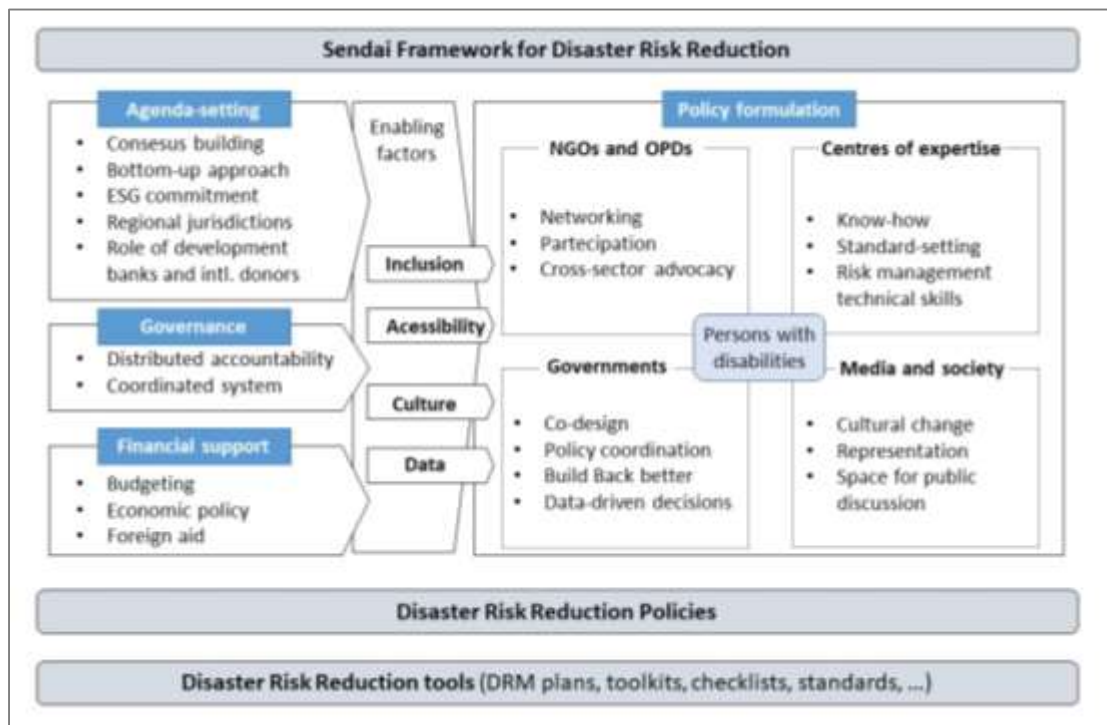 Sendai Framework for Disaster Risk Reduction
Agenda-setting
• Consesus building
• Bottom-up approach
• ESG commitment
• Regional jurisdictions
• Role of development
banks and intl. donors
Governance
• Distributed accountability
• Coordinated system
Financial support
• Budgeting
• Economic policy
• Foreign aid
Enabling
factors
Inclusion
Acessibility
Culture
Data
Policy formulation
NGOs and OPDs
• Networking
• Partecipation
• Cross-sector advocacy
Centres of expertise
• Know-how
• Standard-setting
• Risk management
technical skills
Persons with
disabilities
Governments
• Co-design
• Policy coordination
• Build Back better
• Data-driven decisions
Media and society
• Cultural change
• Representation
• Space for public
discussion
Disaster Risk Reduction Policies
Disaster Risk Reduction tools (DRM plans, toolkits, checklists, standards, ...)